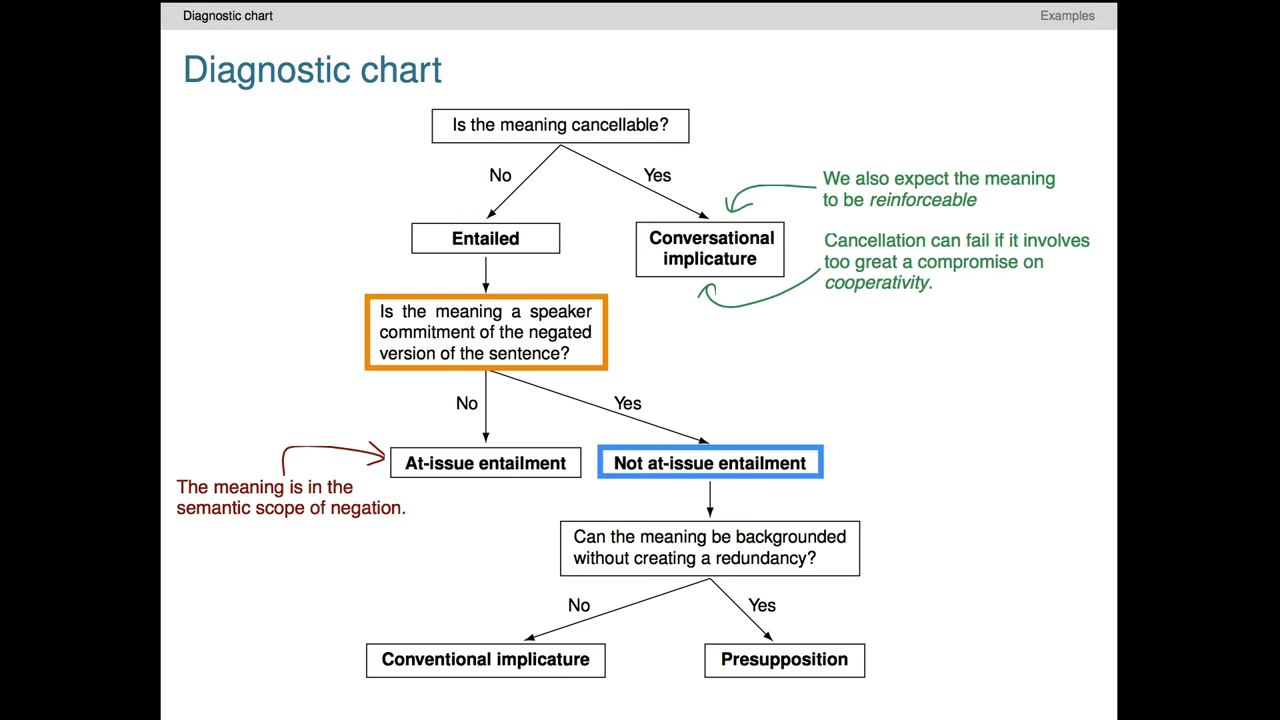 Diagnostic chart
Examples
Diagnostic chart
Is the meaning cancellable?
No
Yes
We also expect the meaning
to be reinforceable
Entailed
Conversational
implicature
Cancellation can fail if it involves
too great a compromise on
cooperativity.
Is the meaning a speaker
commitment of the negated
version of the sentence?
No
Yes
At-issue entailment
Not at-issue entailment
The meaning is in the
semantic scope of negation.
Can the meaning be backgrounded
without creating a redundancy?
No
Yes
Conventional implicature
Presupposition